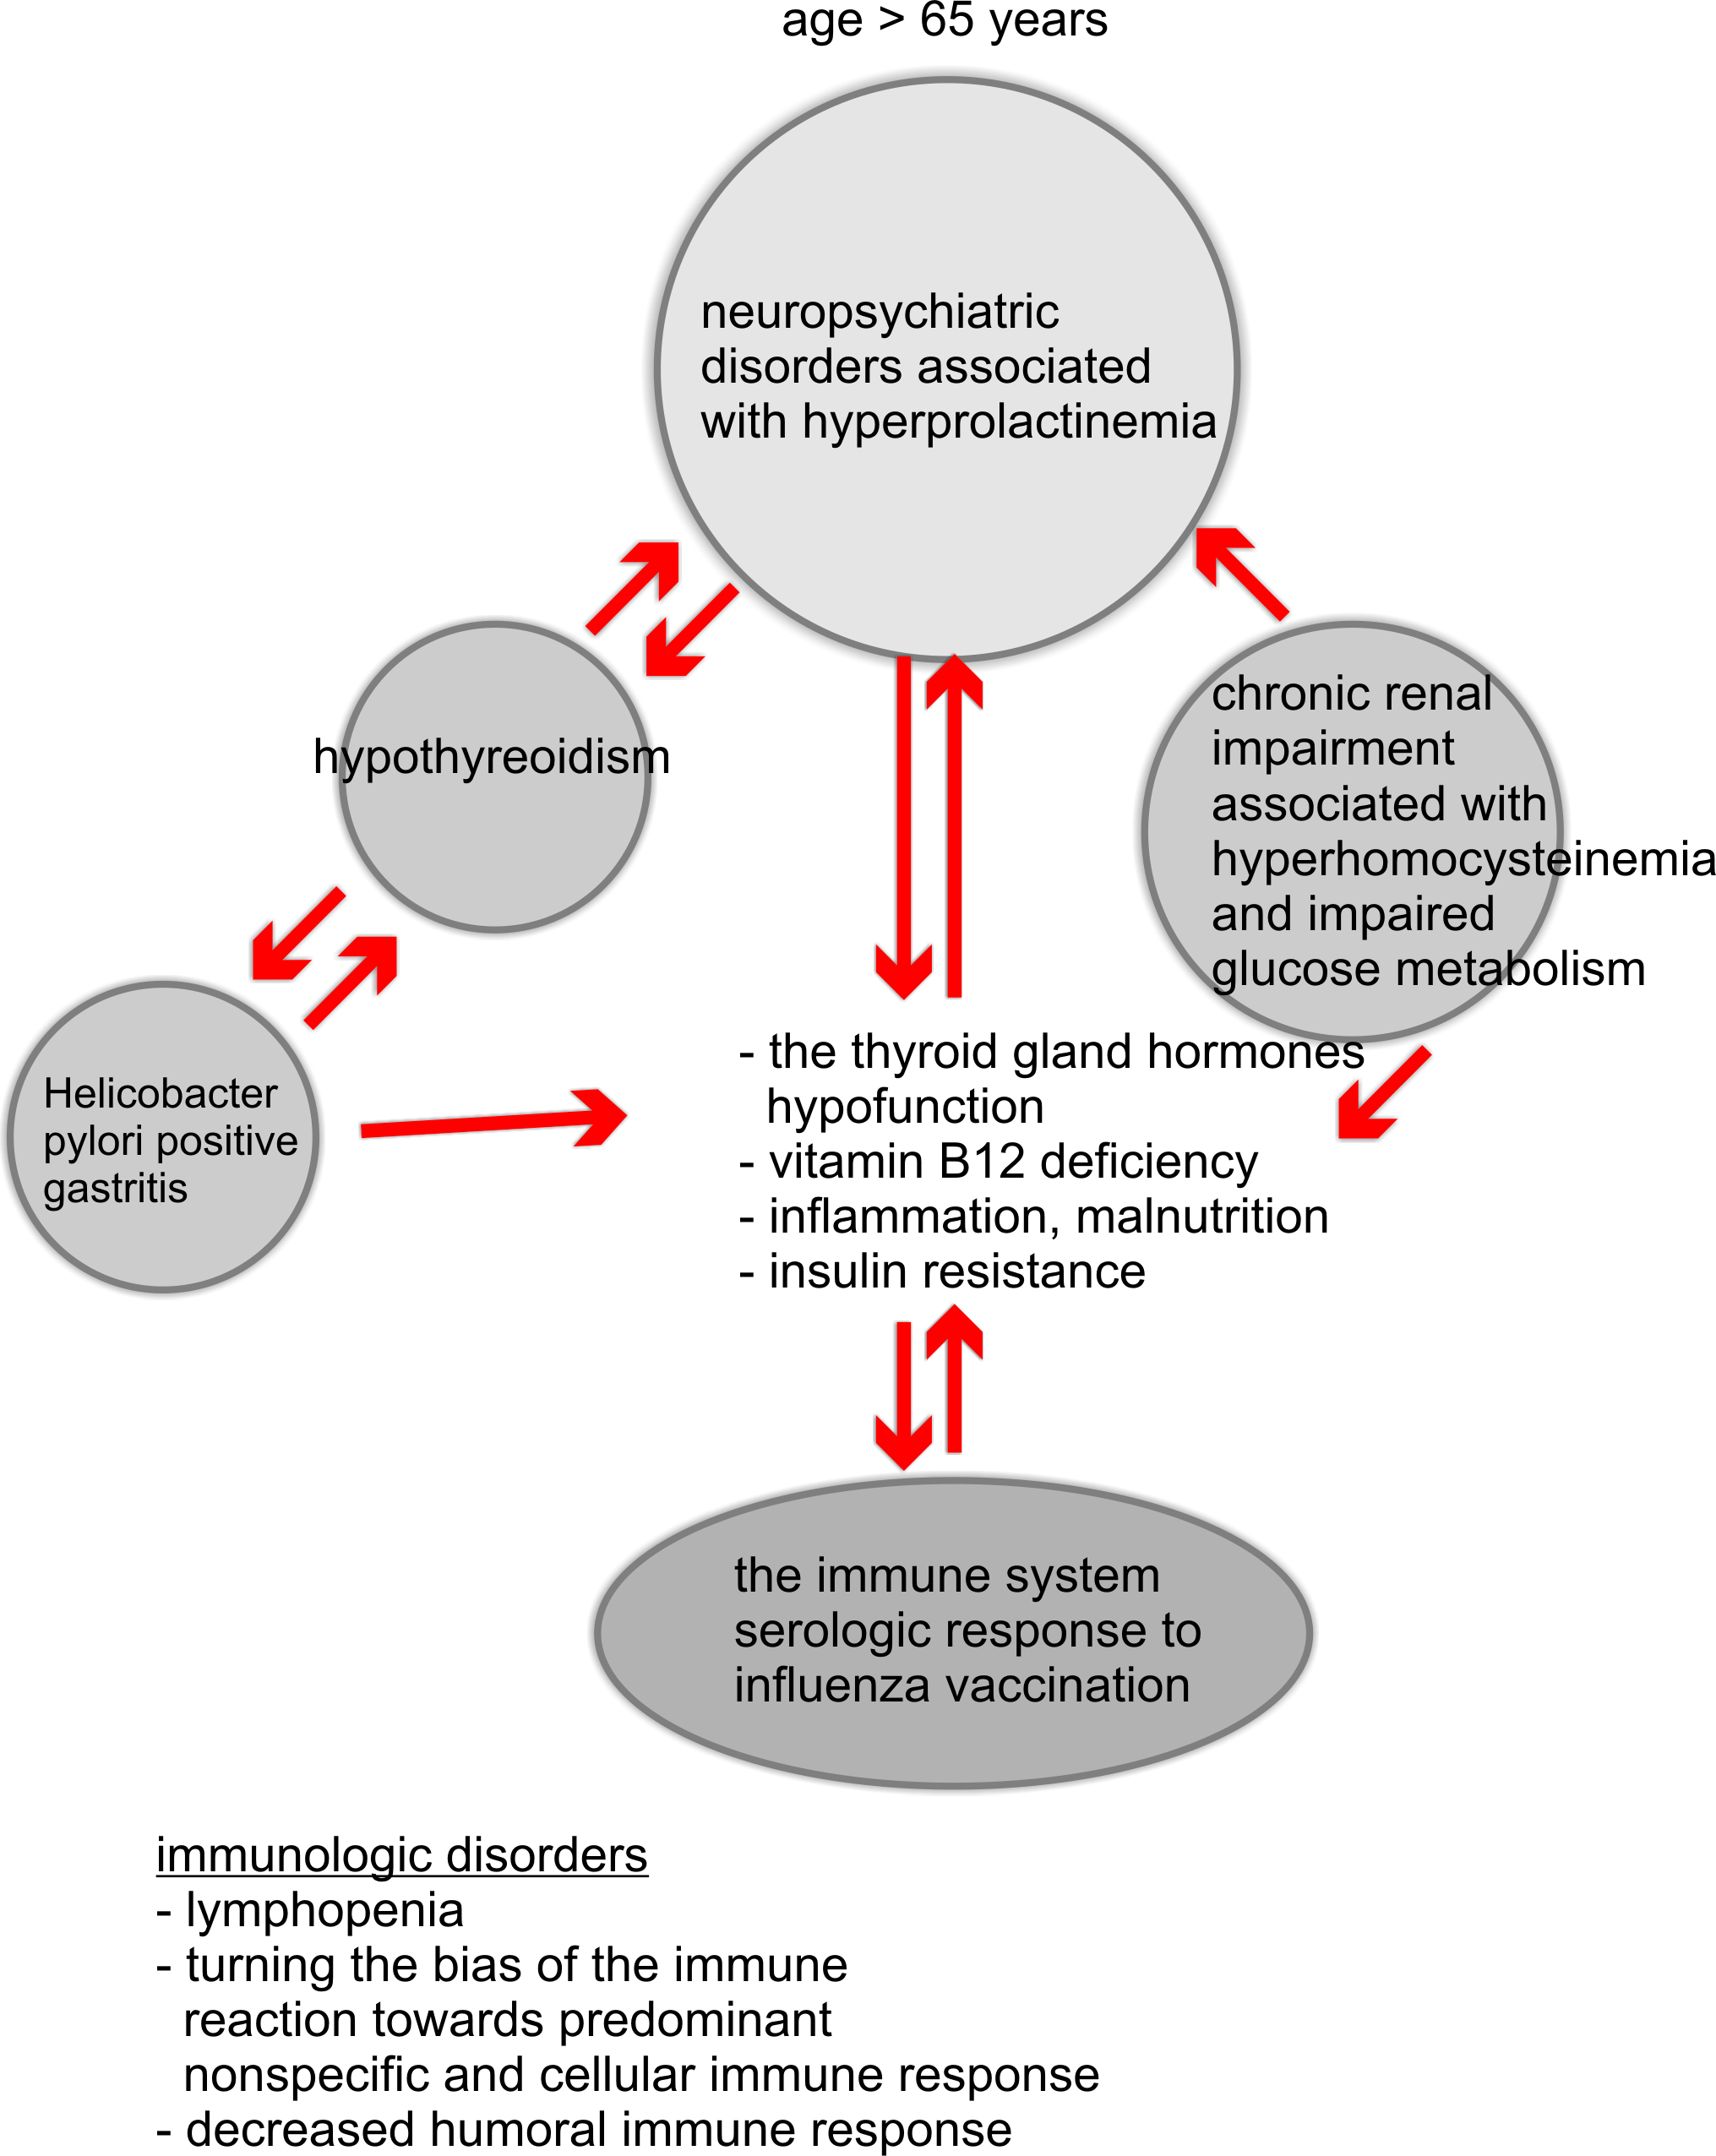 age > 65 years
neuropsychiatric
disorders associated
with hyperprolactinemia
hypothyreoidism
chronic renal
impairment
associated with
hyperhomocysteinemia
and impaired
glucose metabolism
Helicobacter
pylori positive
gastritis
- the thyroid gland hormones
hypofunction
- vitamin B12 deficiency
- inflammation, malnutrition
- insulin resistance
the immune system
serologic response to
influenza vaccination
immunologic disorders
- lymphopenia
- turning the bias of the immune
reaction towards predominant
nonspecific and cellular immune response
- decreased humoral immune response